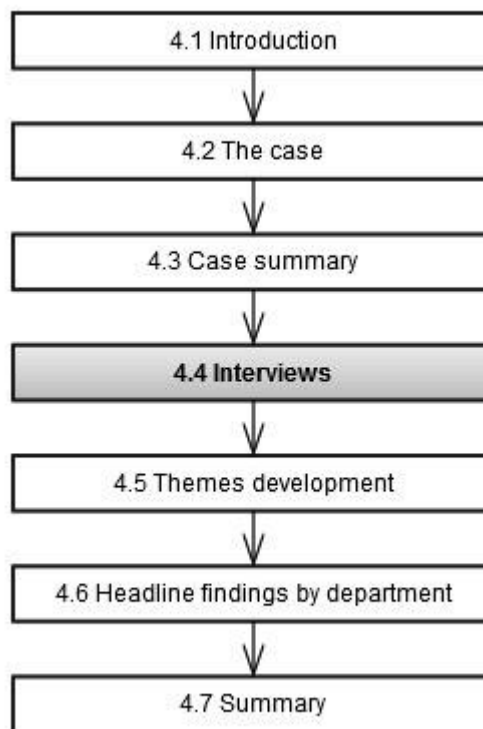 4.1 Introduction
4.2 The case
4.3 Case summary
4.4 Interviews
4.5 Themes development
4.6 Headline findings by department
4.7 Summary